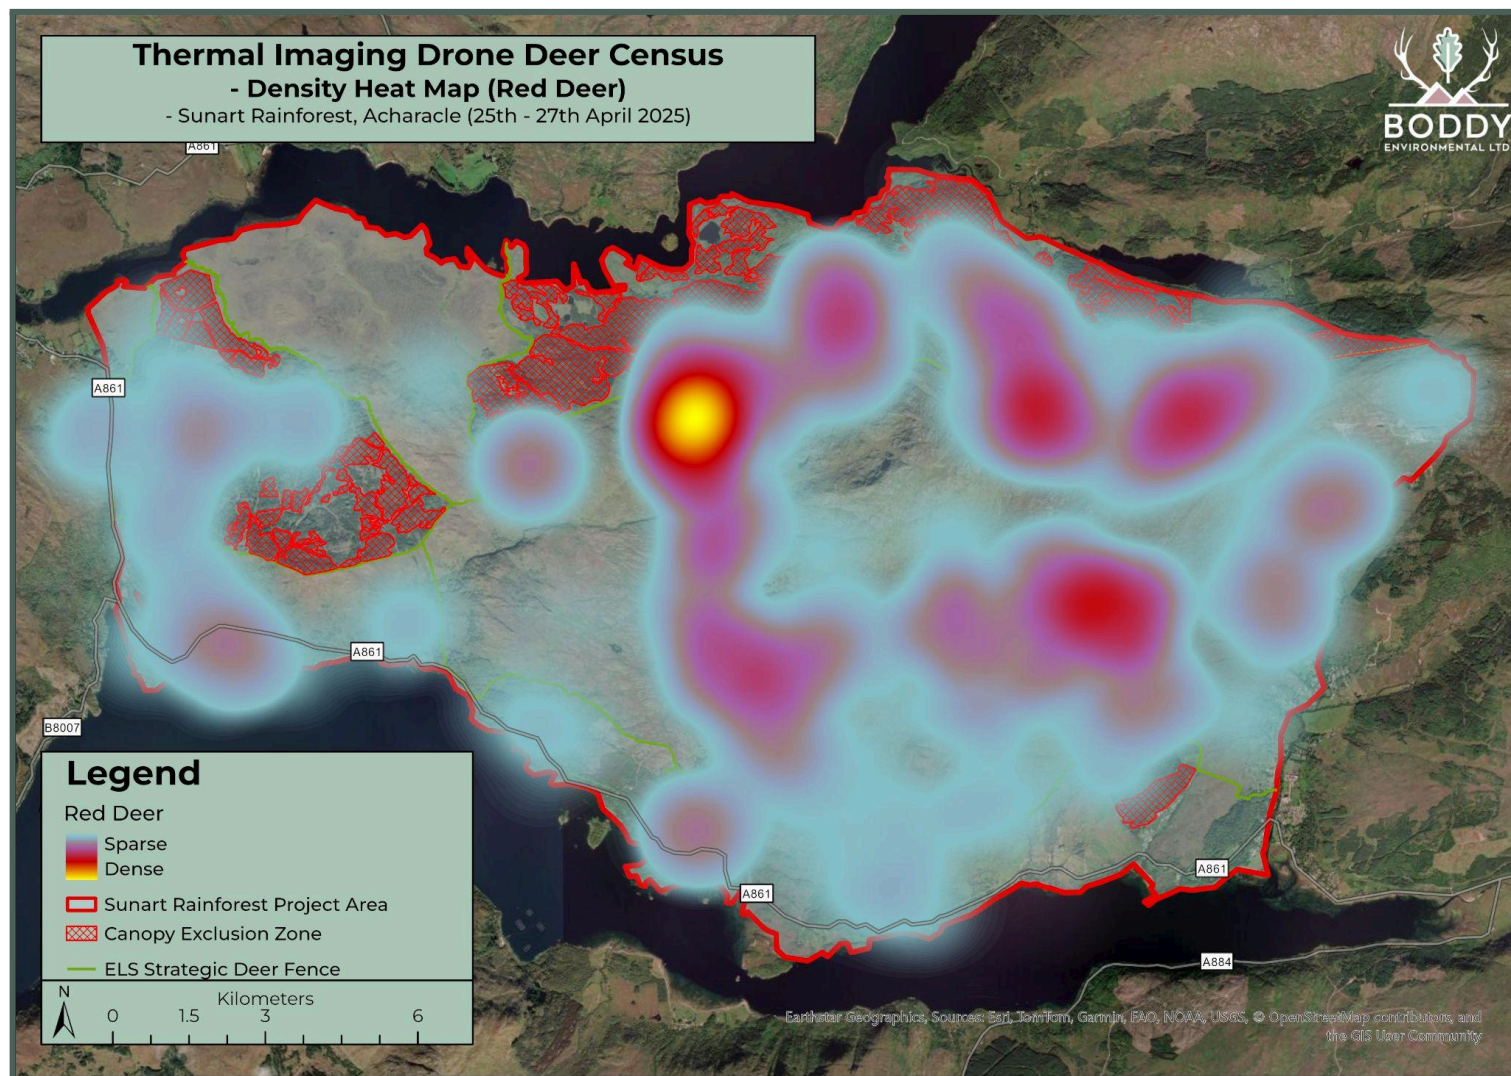 Thermal Imaging Drone Deer Census
- Density Heat Map (Red Deer)
- Sunart Rainforest, Acharacle (25th - 27th April 2025)
BODDY
ENVIRONMENTAL LTD
A861
A861
A861
B8007
A861
A861
A884
Legend
Red Deer
Sparse
Dense
Sunart Rainforest Project Area
Canopy Exclusion Zone
ELS Strategic Deer Fence
N
Kilometers
0 1.5 3 6
Earthstar Geographics, Sources: Esri, TomTom, Garmin, FAO, NOAA, USGS, © OpenStreetMap contributors, and
the GIS User Community